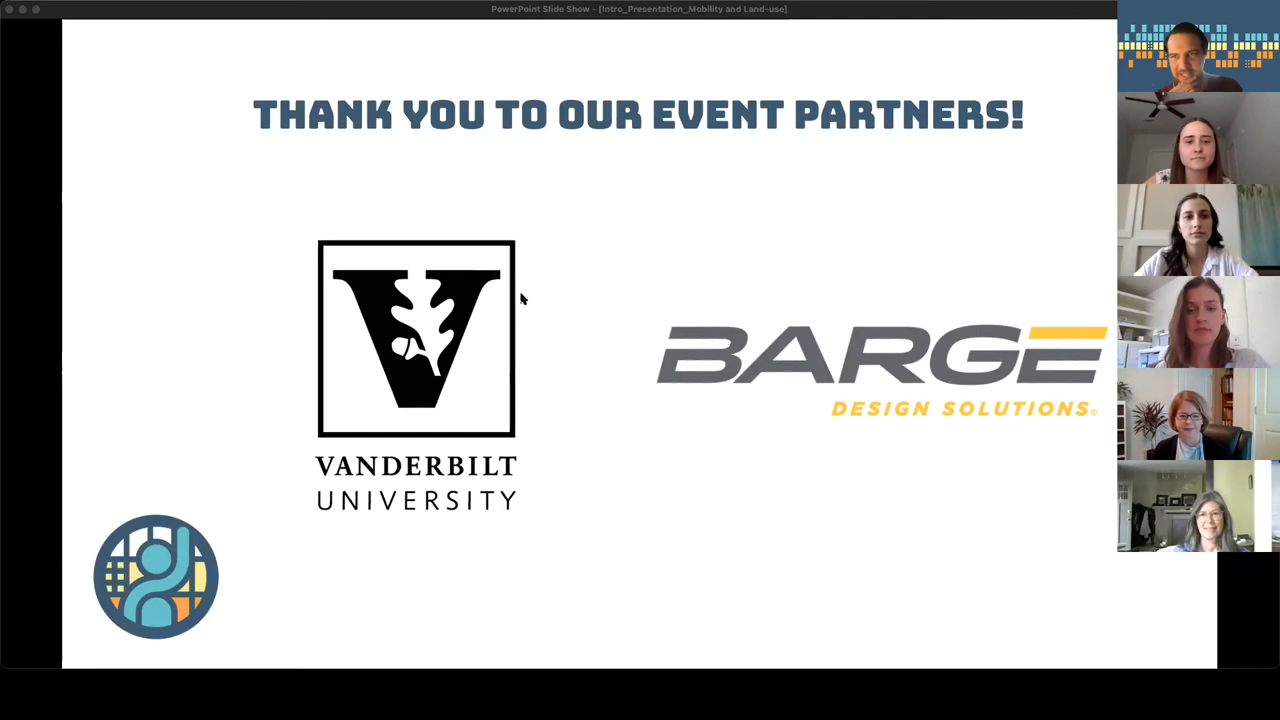 PowerPoint Slide Show - [Intro_Presentation_Mobility and Land-use]
THANK YOU TO OUR EVENT PARTNERS!
V
VANDERBILT
UNIVERSITY
BARGE
DESIGN SOLUTIONS®